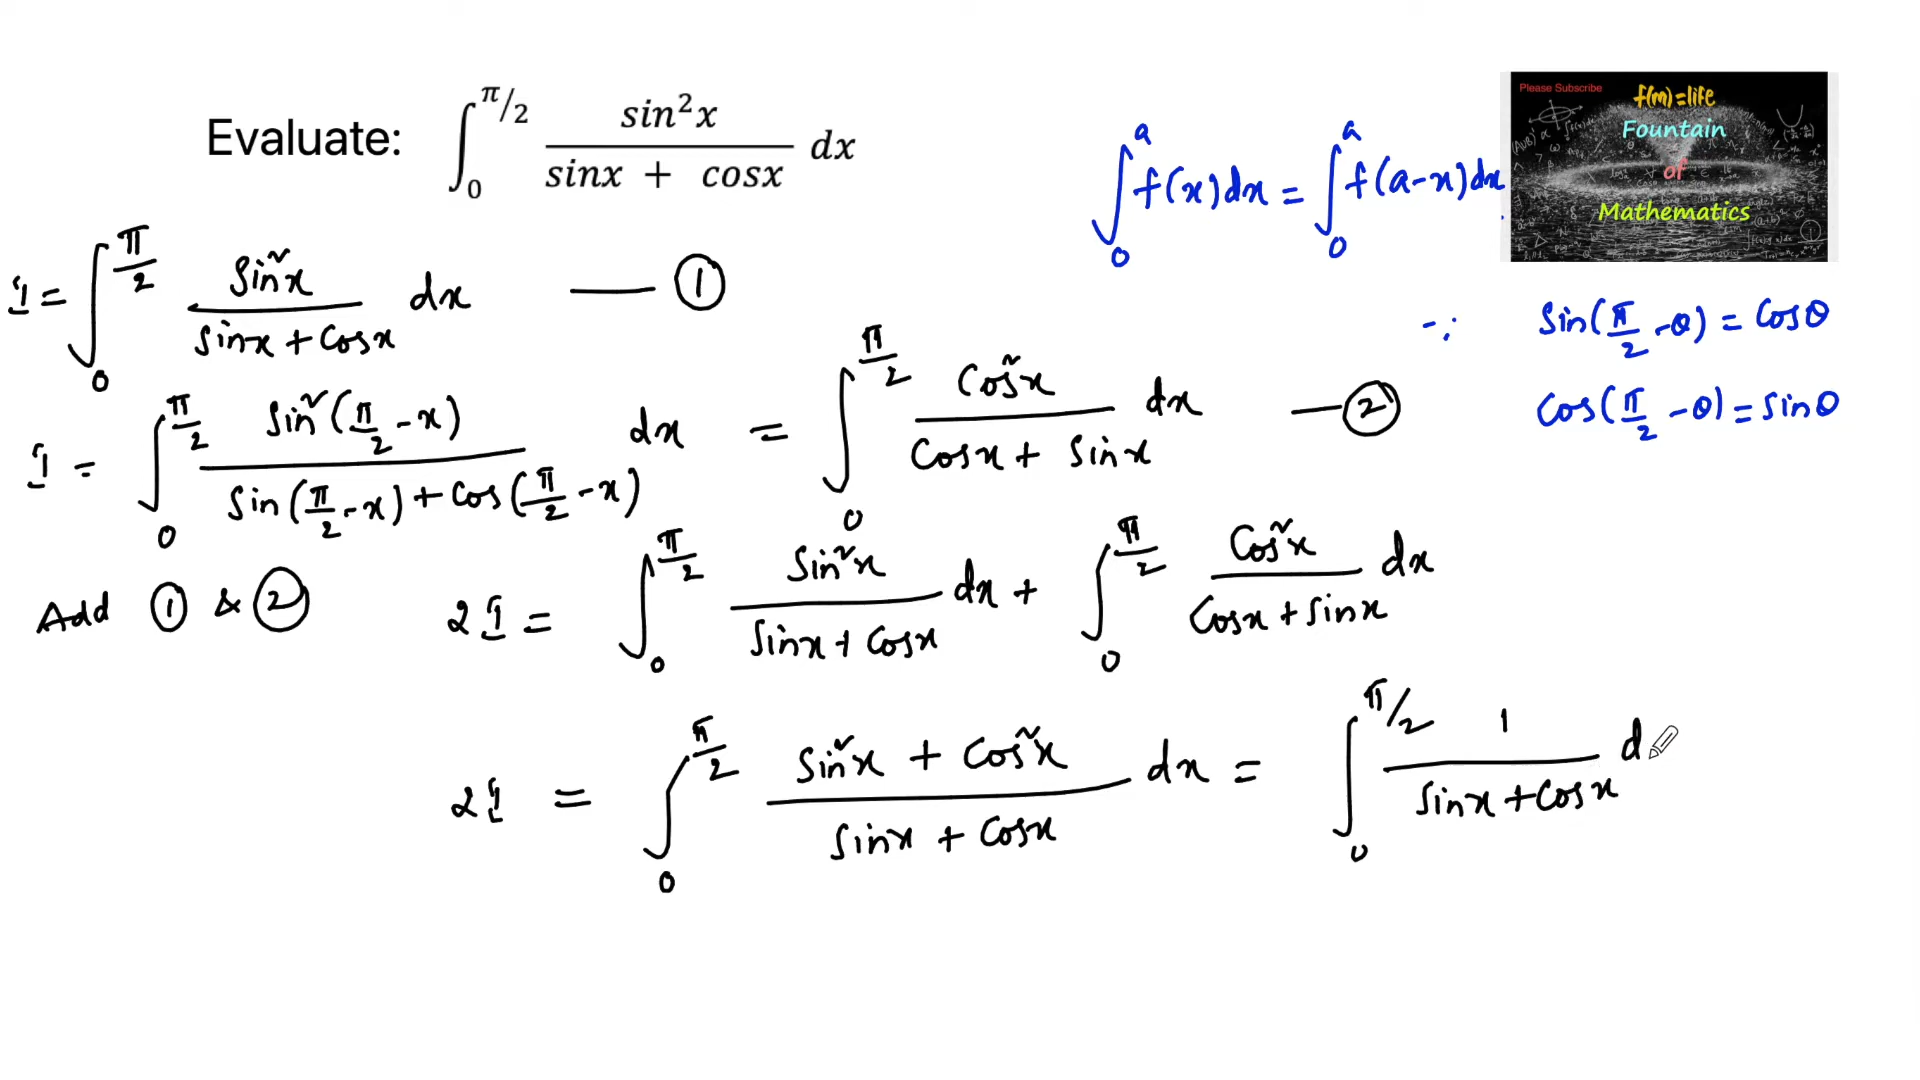 Evaluate: ∫₀^{π/2} sin²x / (sinx + cosx) dx
∫₀^a f(x)dx = ∫₀^a f(a-x)dx
Please Subscribe
f(m)=life
Fountain
of
Mathematics
I = ∫₀^{π/2} sin²x / (sinx + cosx) dx —— ①
∵ sin(π/2 - θ) = cosθ
cos(π/2 - θ) = sinθ
I = ∫₀^{π/2} sin²(π/2 - x) / (sin(π/2 - x) + cos(π/2 - x)) dx = ∫₀^{π/2} cos²x / (cosx + sinx) dx — ②
Add ① & ② 2I = ∫₀^{π/2} sin²x / (sinx + cosx) dx + ∫₀^{π/2} cos²x / (cosx + sinx) dx
2I = ∫₀^{π/2} (sin²x + cos²x) / (sinx + cosx) dx = ∫₀^{π/2} 1 / (sinx + cosx) d